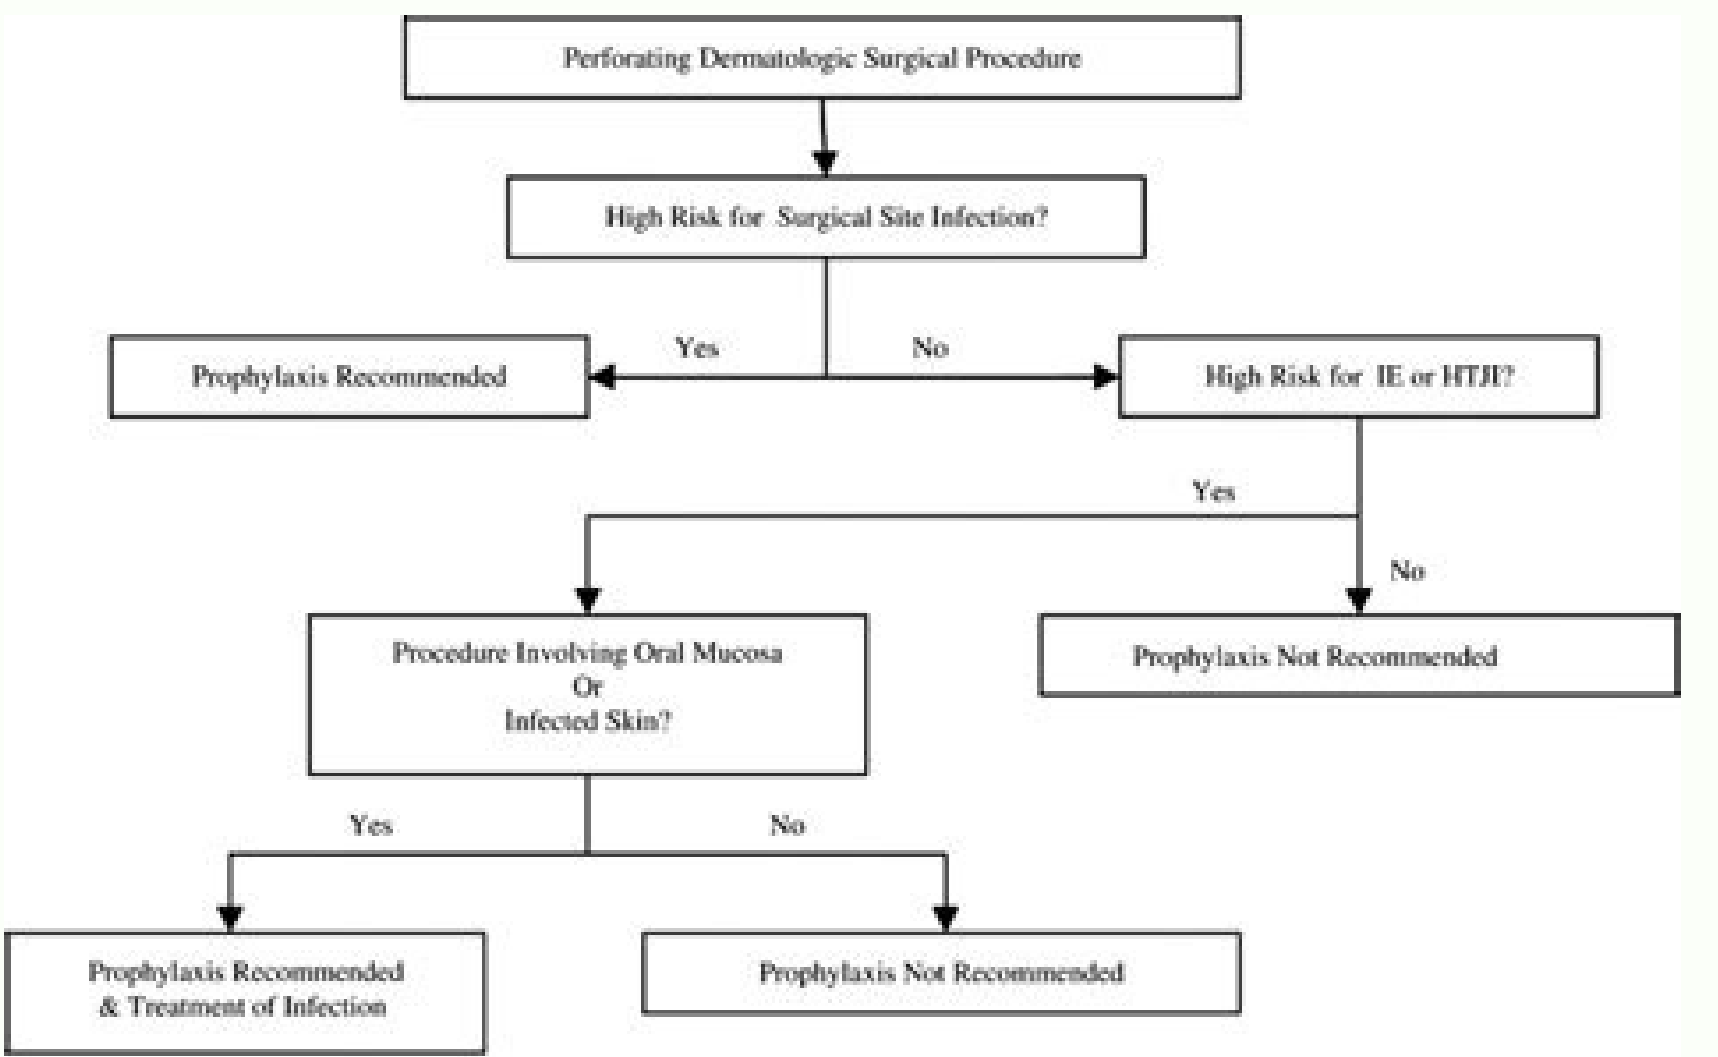 Perforating Dermatologic Surgical Procedure
High Risk for Surgical Site Infection?
Yes
No
Prophylaxis Recommended
High Risk for IE or HTJI?
Yes
No
Procedure Involving Oral Mucosa
Or
Infected Skin?
Prophylaxis Not Recommended
Yes
No
Prophylaxis Recommended
& Treatment of Infection
Prophylaxis Not Recommended